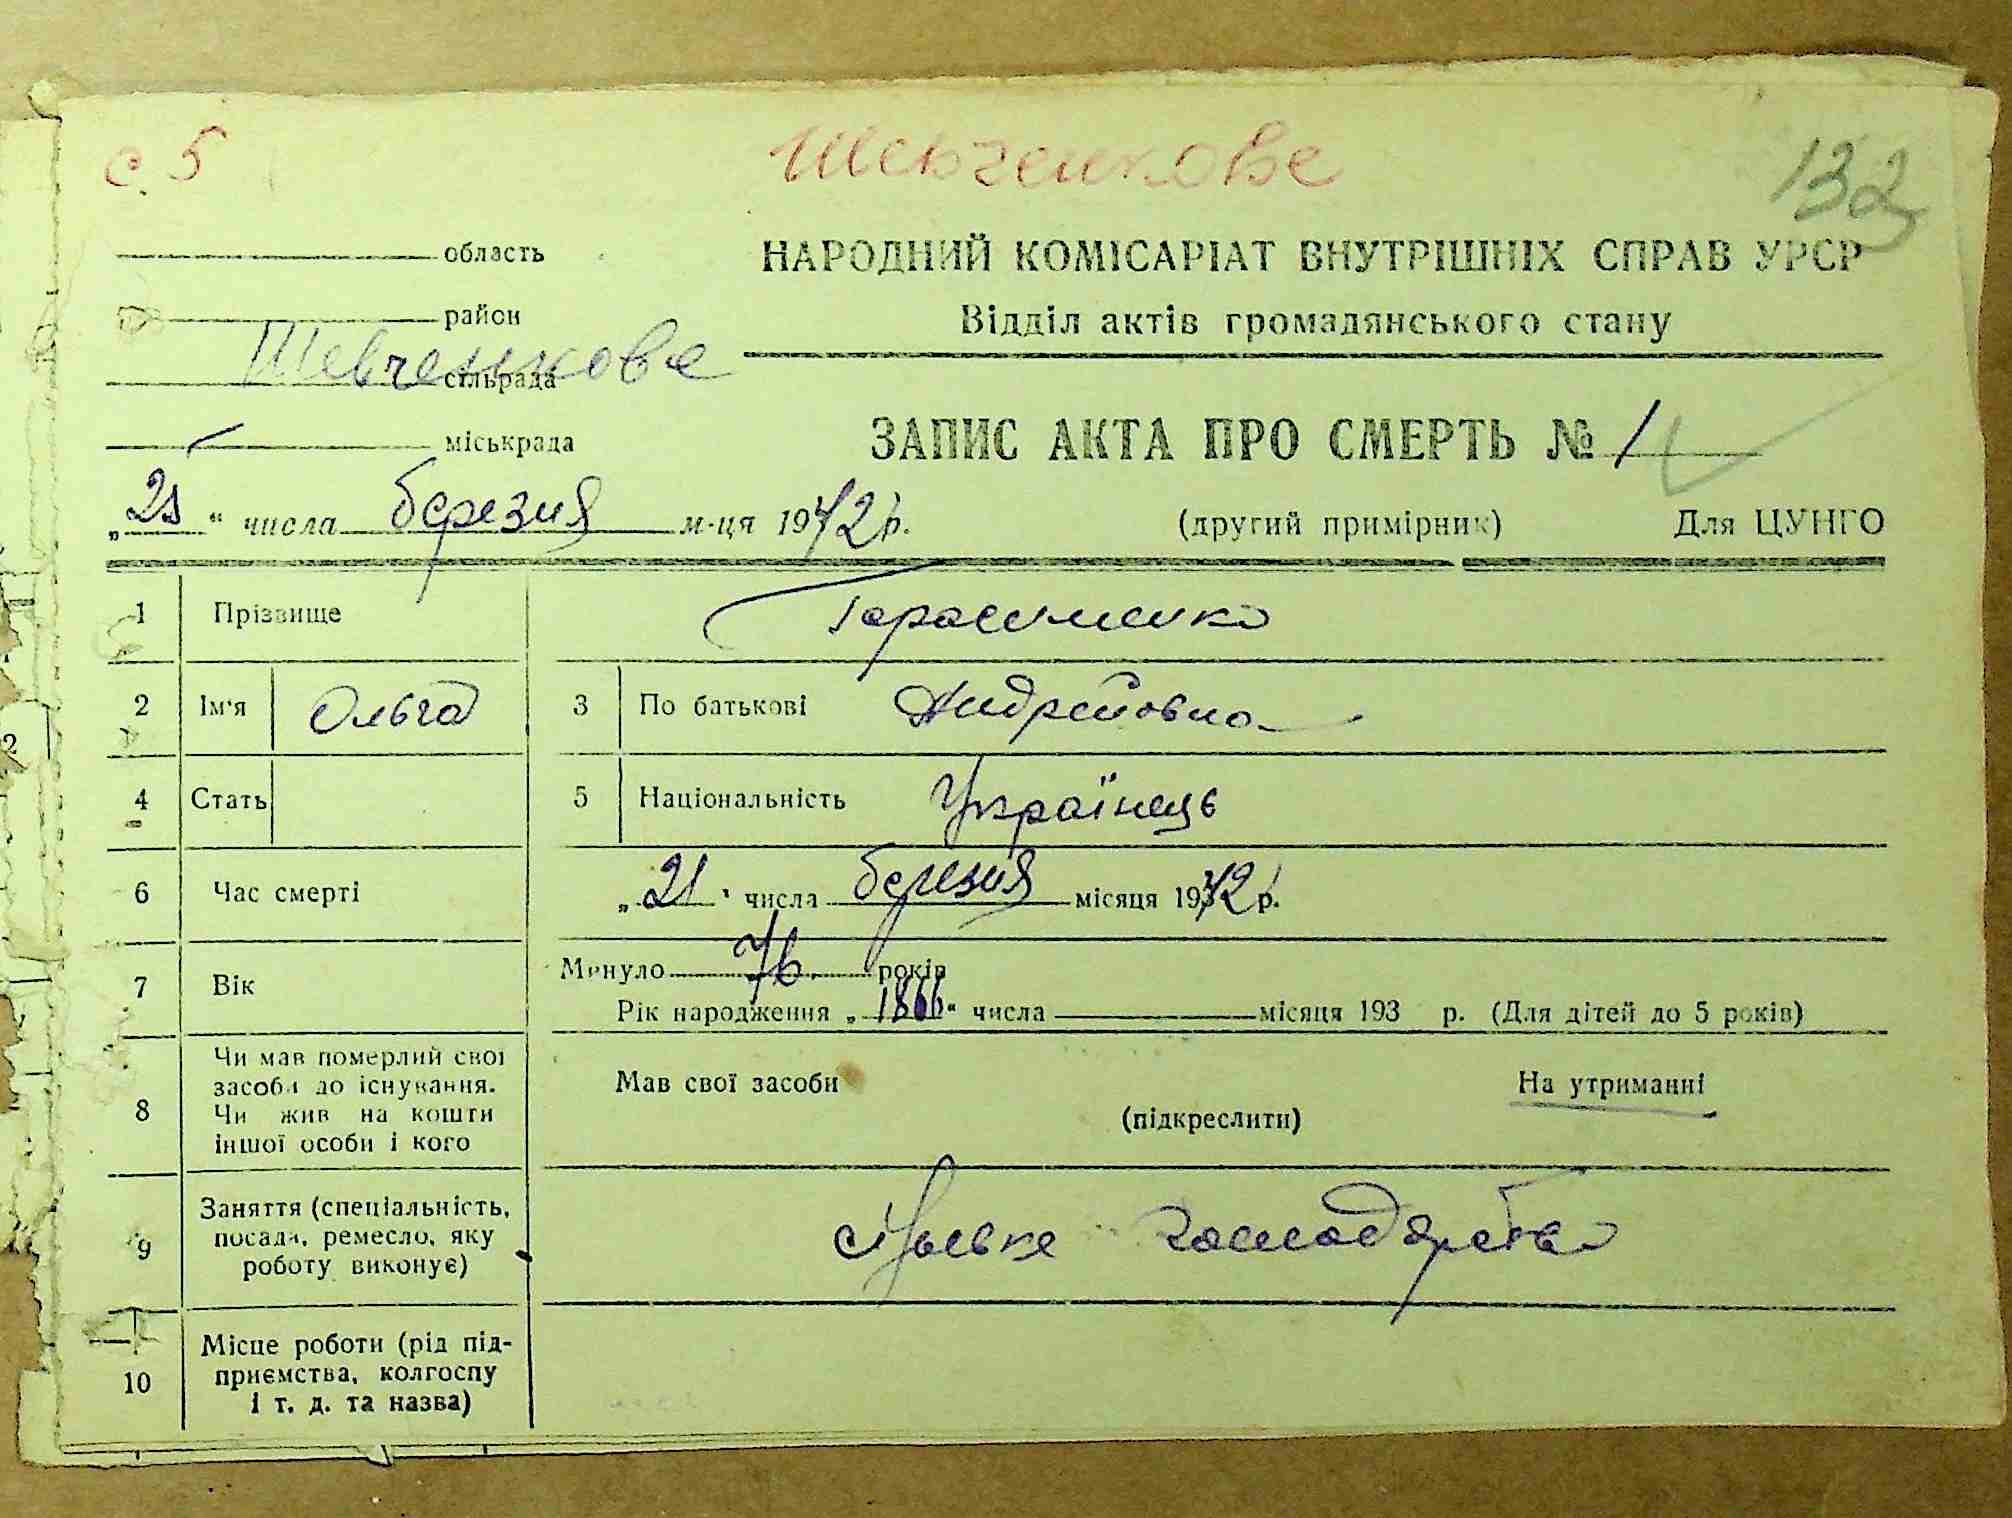 с. 5
Шевченкове
132
область
НАРОДНИЙ КОМІСАРІАТ ВНУТРІШНІХ СПРАВ УРСР
район
Відділ актів громадянського стану
Шевченкове сільрада
міськрада
ЗАПИС АКТА ПРО СМЕРТЬ № 1
„25“ числа березня м-ця 1942 р.
(другий примірник) Для ЦУНГО
1 Прізвище Герасименко
2 Ім'я Ольга 3 По батькові Андреївна
4 Стать 5 Національність Українець
6 Час смерті „21“ числа березня місяця 1942 р.
7 Вік Минуло 76 років
Рік народження „1866“ числа місяця 193 р. (Для дітей до 5 років)
8 Чи мав померлий свої засоби до існування. Чи жив на кошти іншої особи і кого
Мав свої засоби На утриманні
(підкреслити)
9 Заняття (спеціальність, посада, ремесло, яку роботу виконує)
сільське господарство
10 Місце роботи (рід підприємства, колгоспу і т. д. та назва)